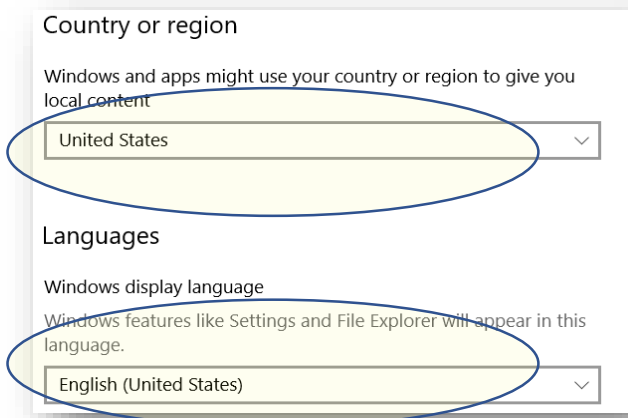 Country or region
Windows and apps might use your country or region to give you
local content
United States
Languages
Windows display language
Windows features like Settings and File Explorer will appear in this
language.
English (United States)